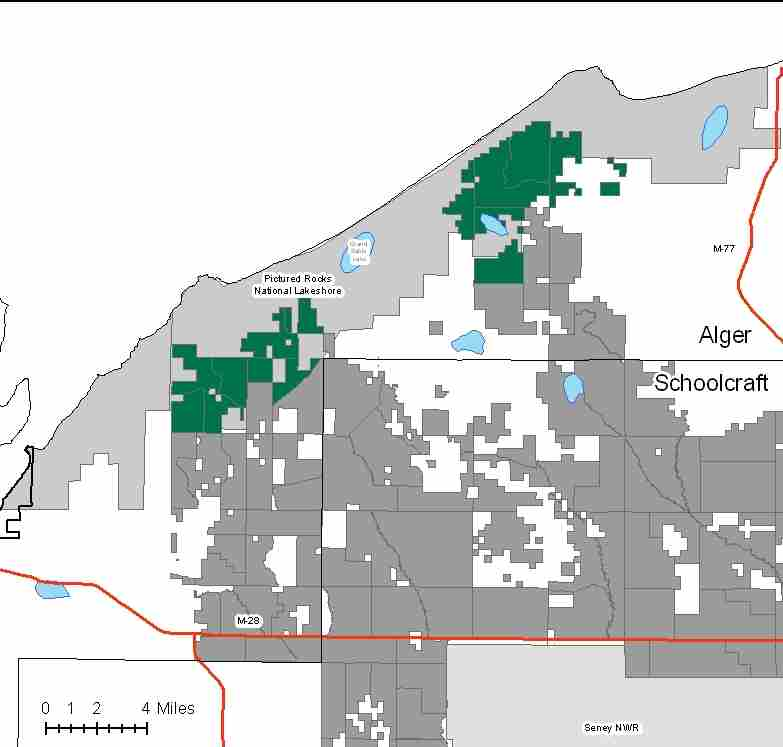 Grand
Sable
Lake
Pictured Rocks
National Lakeshore
M-77
Alger
Schoolcraft
M-28
0 1 2 4 Miles
Seney NWR